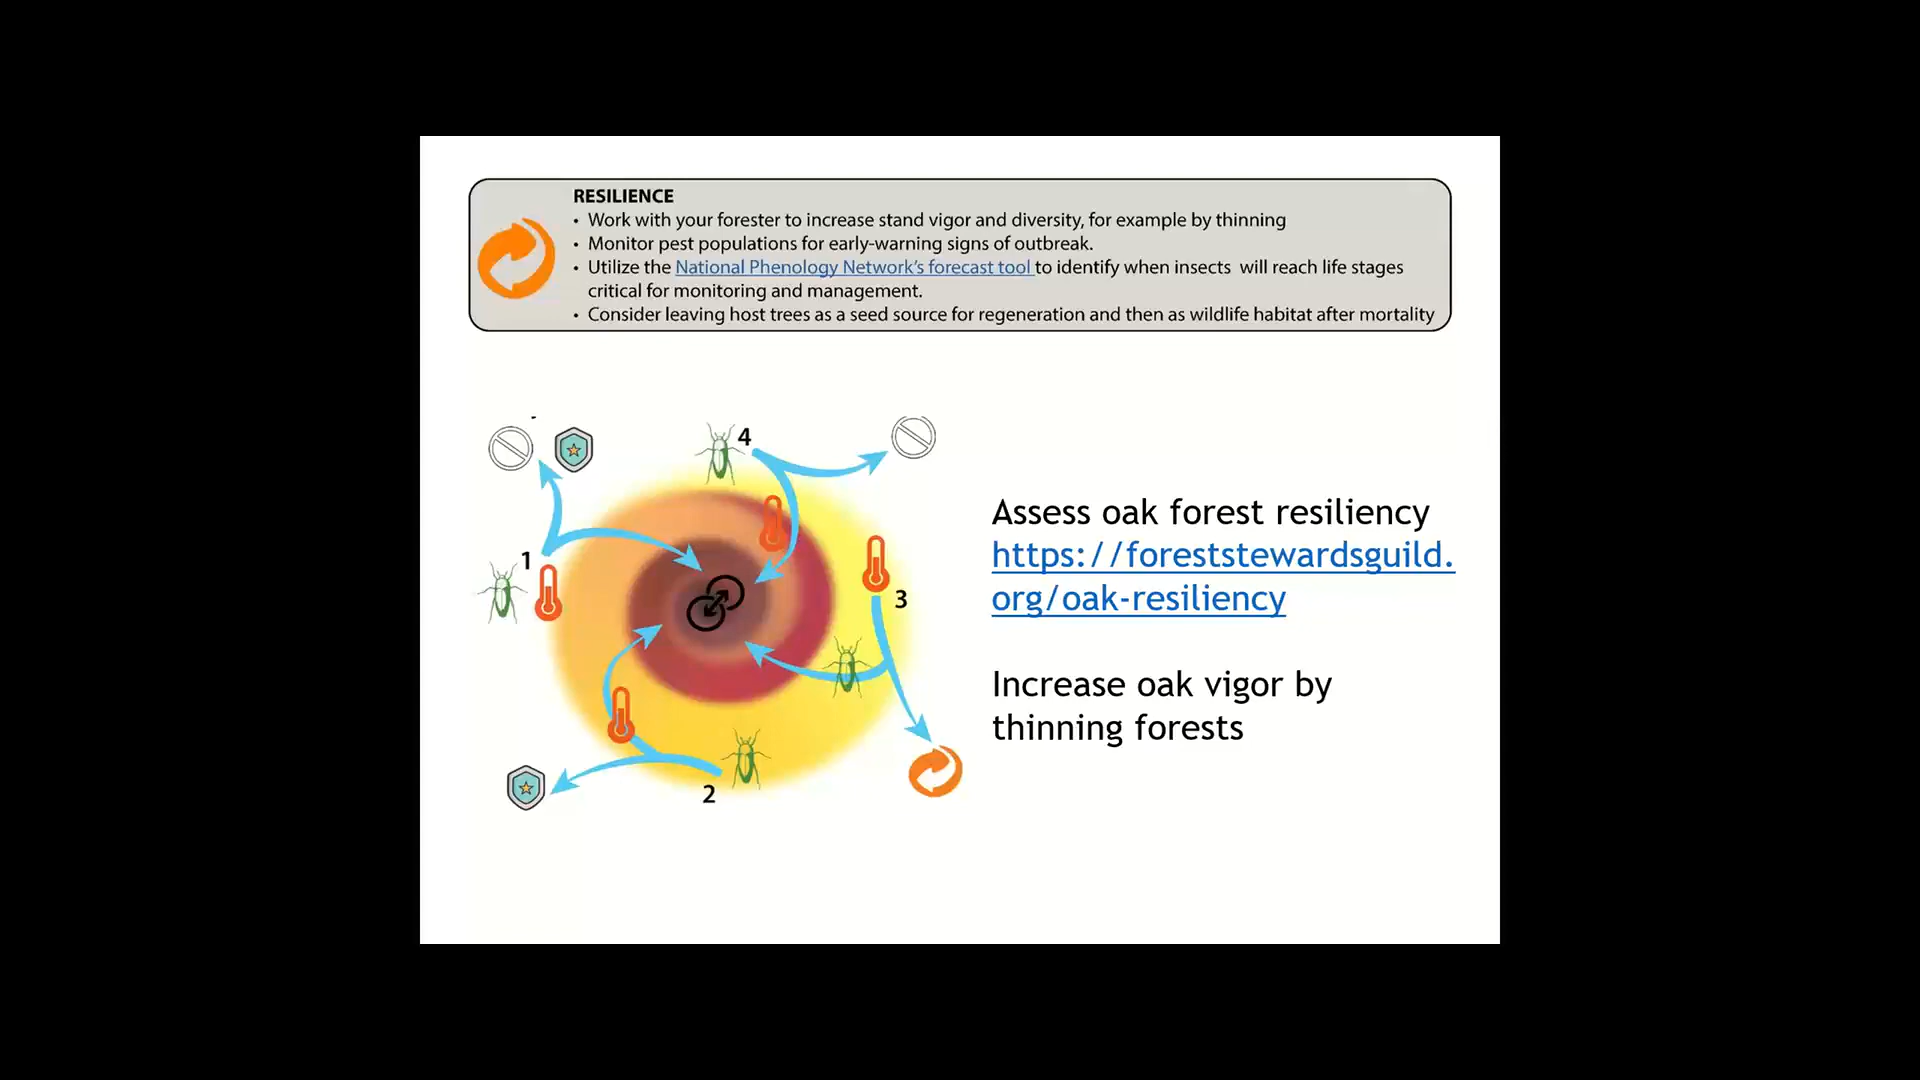 RESILIENCE
• Work with your forester to increase stand vigor and diversity, for example by thinning
• Monitor pest populations for early-warning signs of outbreak.
• Utilize the National Phenology Network's forecast tool to identify when insects will reach life stages
critical for monitoring and management.
• Consider leaving host trees as a seed source for regeneration and then as wildlife habitat after mortality
4
1
3
2
Assess oak forest resiliency
https://foreststewardsguild.
org/oak-resiliency
Increase oak vigor by
thinning forests